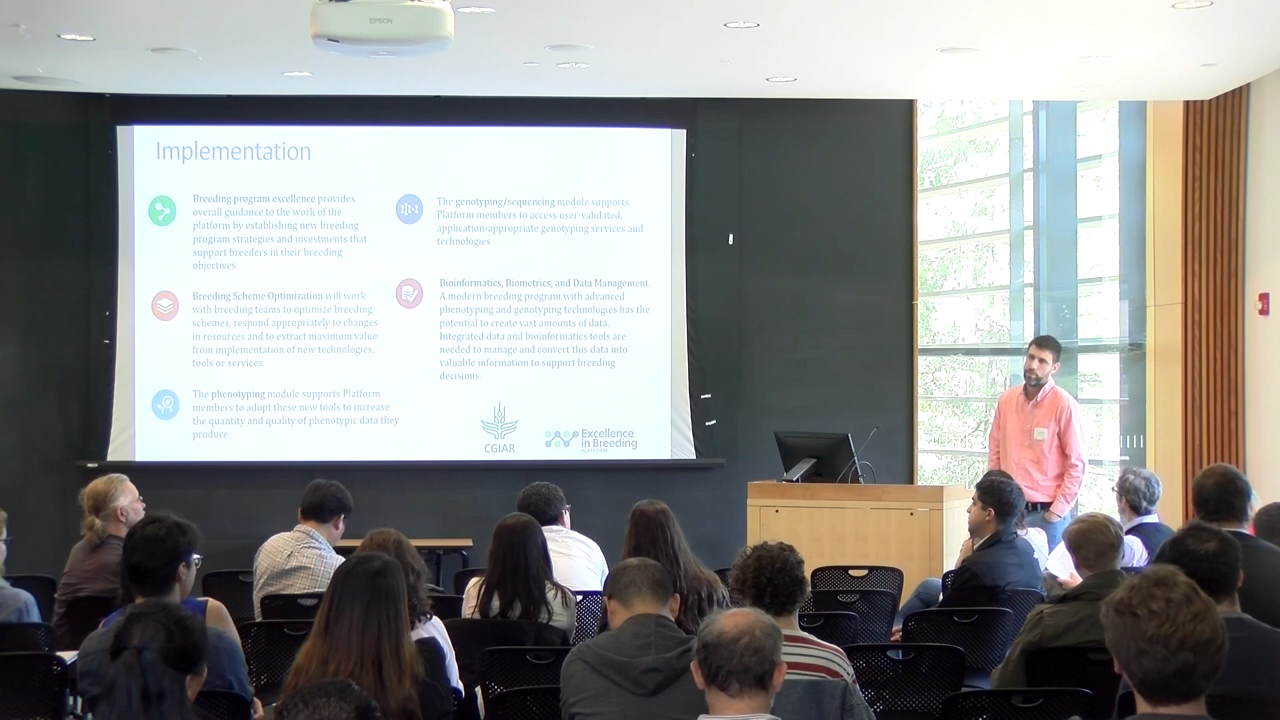 EPSON
Implementation
Breeding program excellence provides
overall guidance to the work of the
platform by establishing new breeding
program strategies and investments that
support breeders in their breeding
objectives
Breeding Scheme Optimization will work
with breeding teams to optimize breeding
schemes, respond appropriately to changes
in resources and to extract maximum value
from implementation of new technologies,
tools or services.
The phenotyping module supports Platform
members to adopt these new tools to increase
the quantity and quality of phenotypic data they
produce
The genotyping/sequencing module supports
Platform members to access user-validated,
application-appropriate genotyping services and
technologies
Bioinformatics, Biometrics, and Data Management.
A modern breeding program with advanced
phenotyping and genotyping technologies has the
potential to create vast amounts of data.
Integrated data and bioinformatics tools are
needed to manage and convert this data into
valuable information to support breeding
decisions.
CGIAR
Excellence
in Breeding
PLATFORM